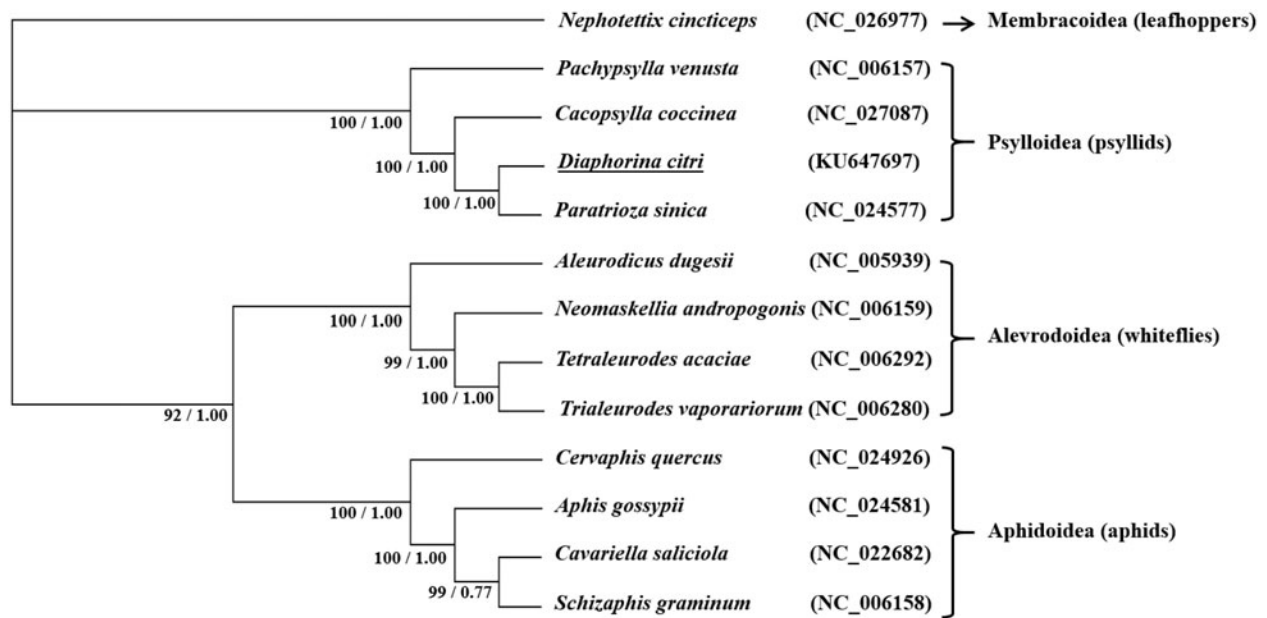 Nephotettix cincticeps (NC_026977) Membracoidea (leafhoppers)
Pachypsylla venusta (NC_006157)
100 / 1.00
Cacopsylla coccinea (NC_027087)
Psylloidea (psyllids)
100 / 1.00
Diaphorina citri (KU647697)
100 / 1.00
Paratrioza sinica (NC_024577)
Aleurodicus dugesii (NC_005939)
100 / 1.00
Neomaskellia andropogonis (NC_006159)
Alevrodoidea (whiteflies)
99 / 1.00
Tetraleurodes acaciae (NC_006292)
100 / 1.00
Trialeurodes vaporariorum (NC_006280)
92 / 1.00
Cervaphis quercus (NC_024926)
100 / 1.00
Aphis gossypii (NC_024581)
Aphidoidea (aphids)
100 / 1.00
Cavariella saliciola (NC_022682)
99 / 0.77
Schizaphis graminum (NC_006158)